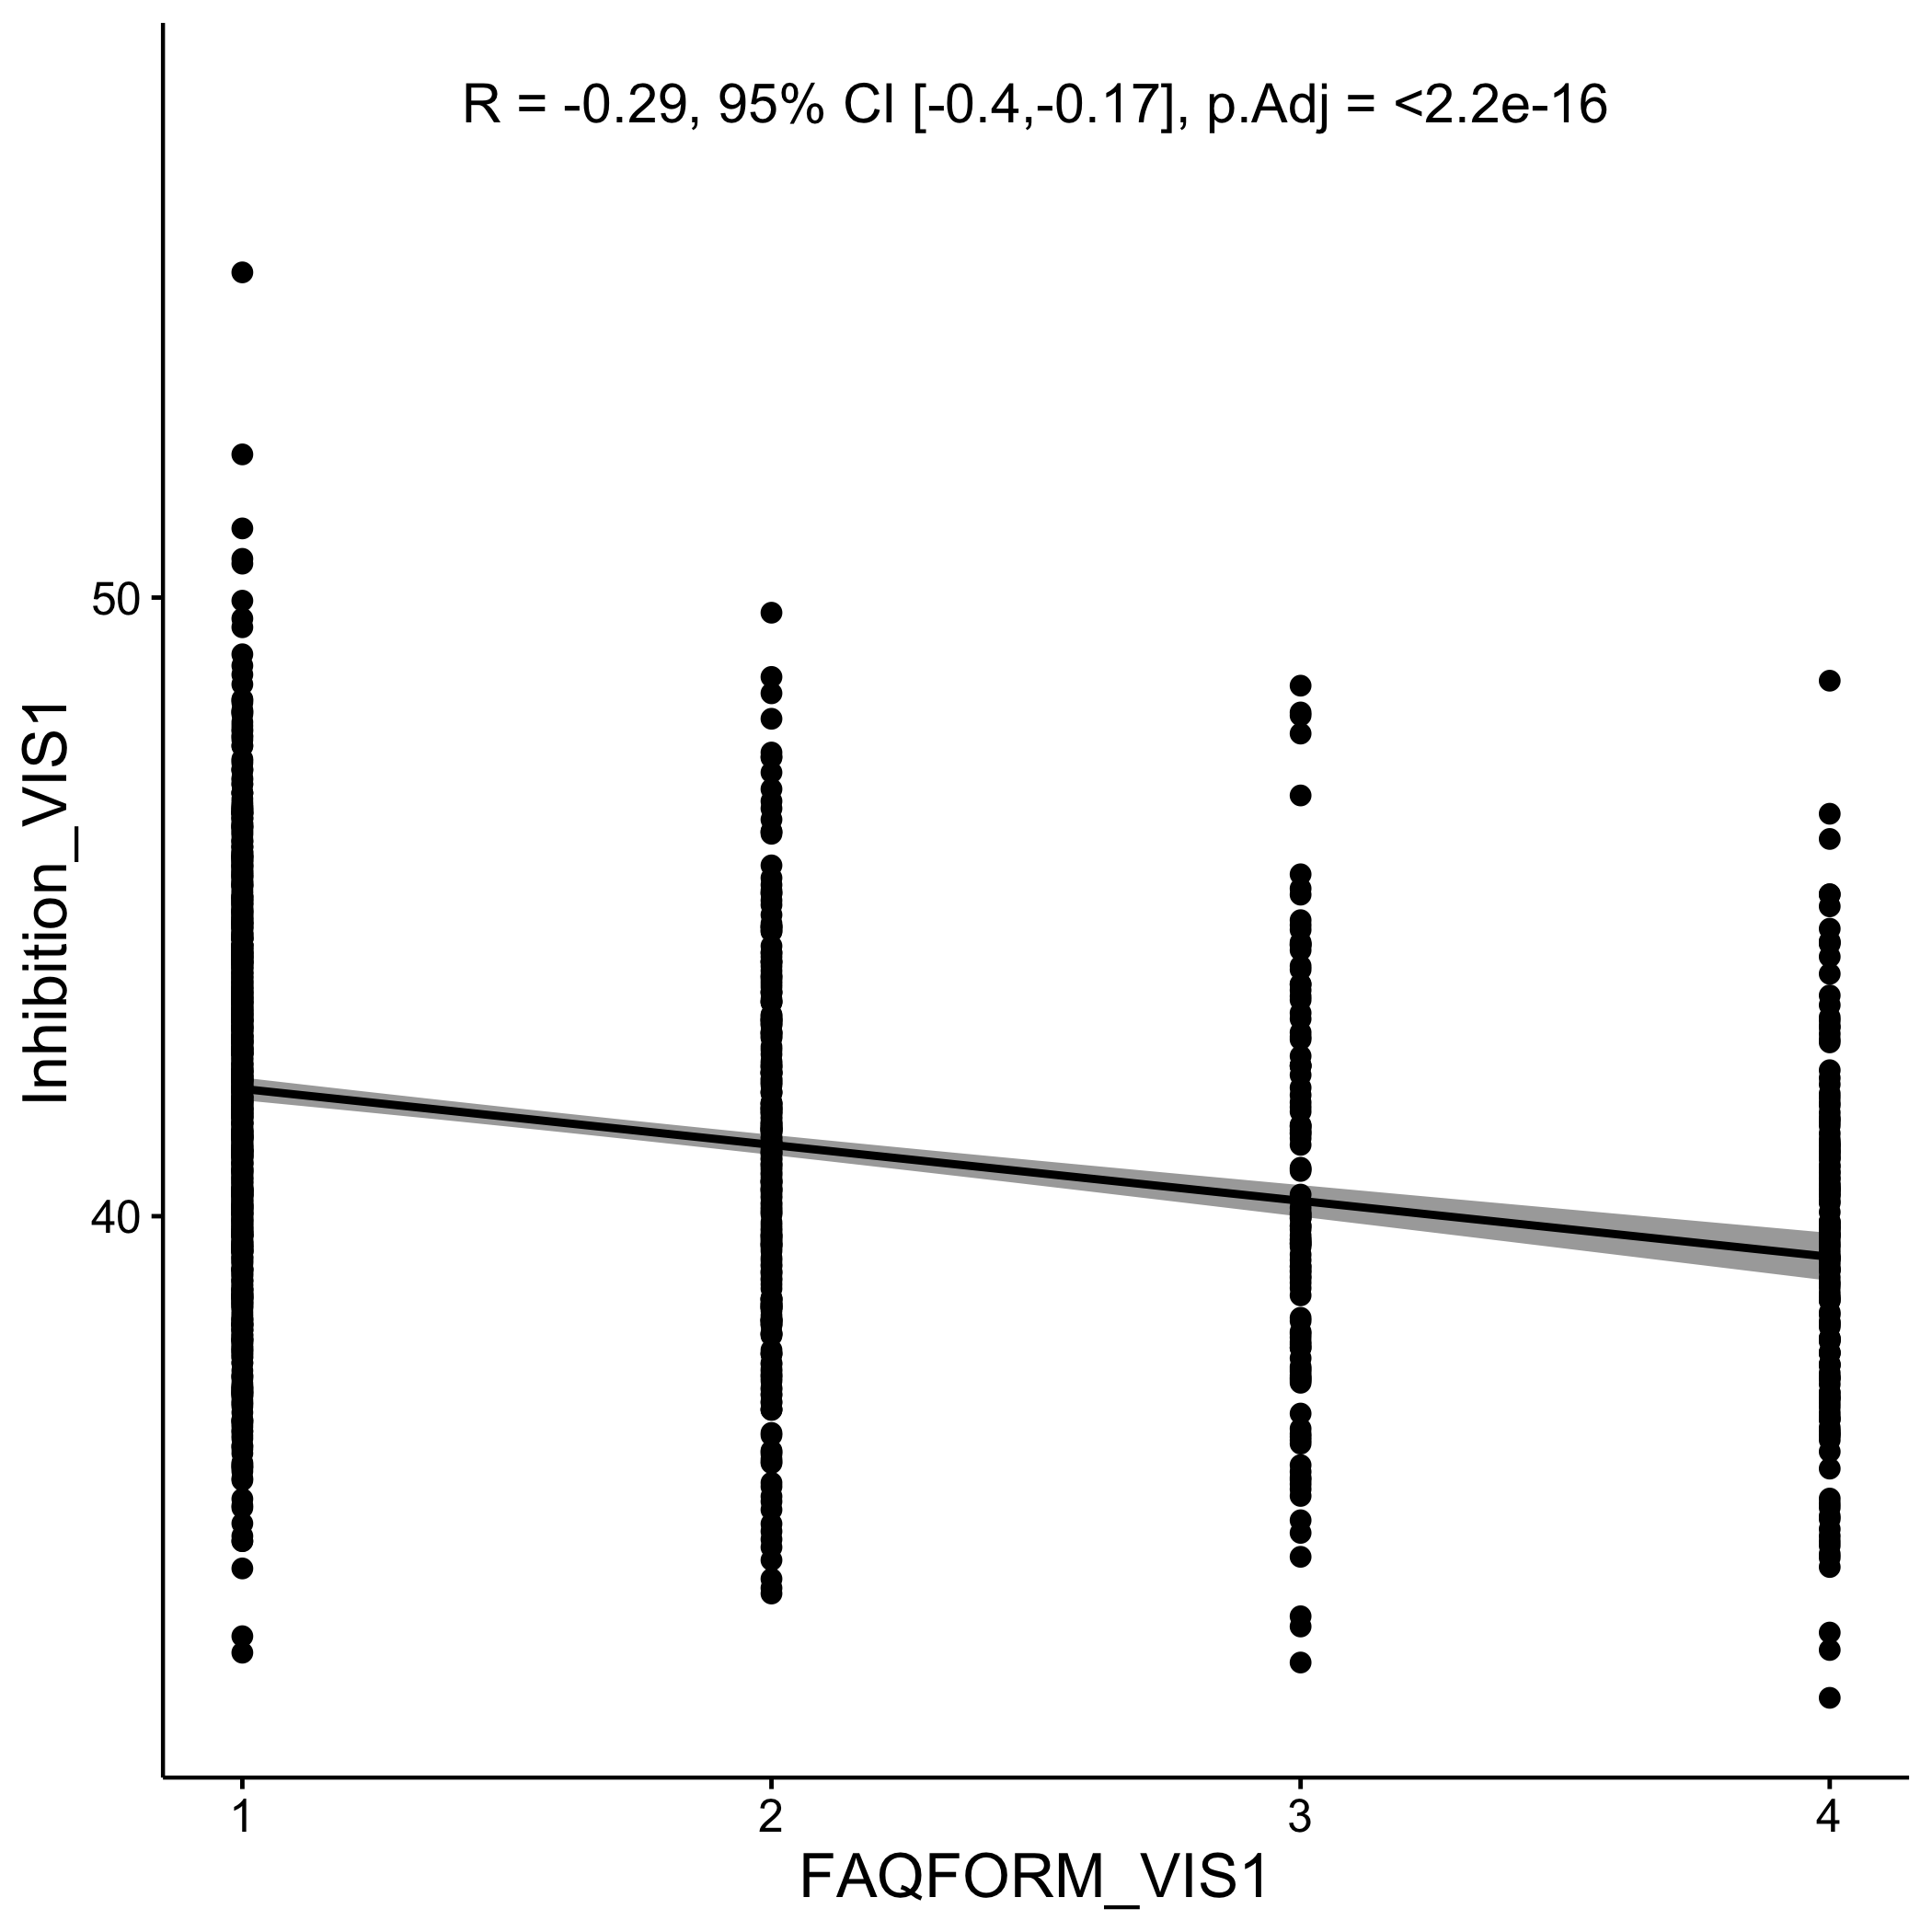 R = -0.29, 95% CI [-0.4,-0.17], p.Adj = <2.2e-16
Inhibition_VIS1
50
40
1
2
3
4
FAQFORM_VIS1